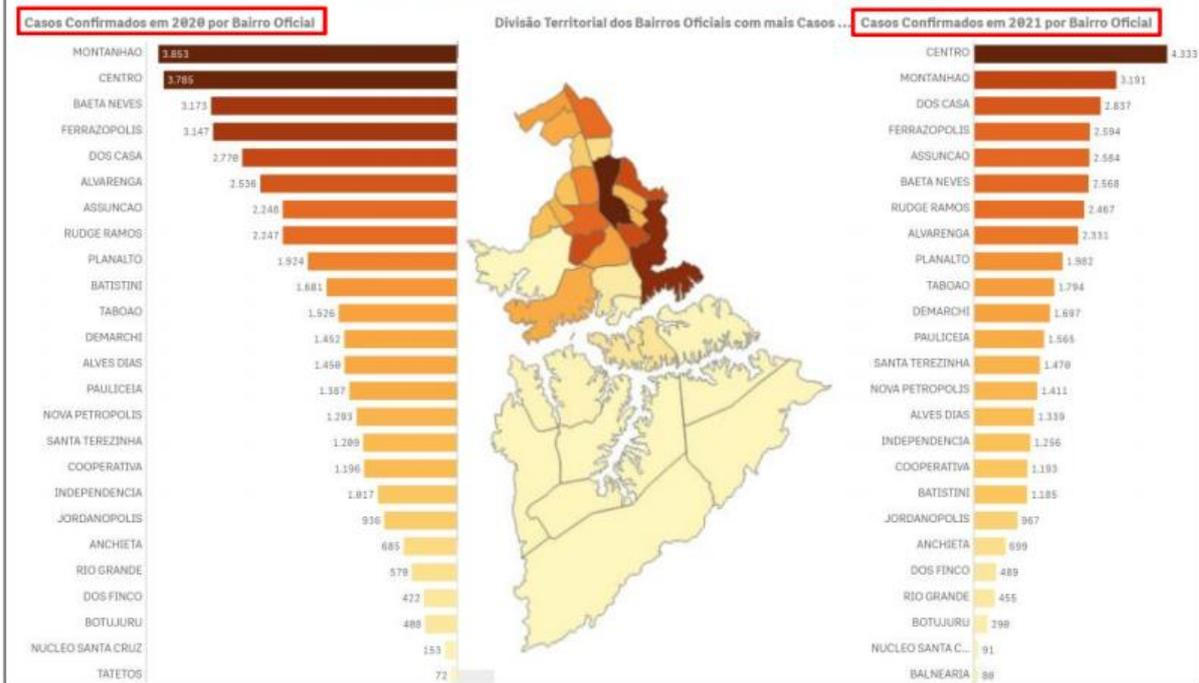 Casos Confirmados em 2020 por Bairro Oficial
MONTANHAO 3.853
CENTRO 3.785
BAETA NEVES 3.173
FERRAZOPOLIS 3.147
DOS CASA 2.770
ALVARENGA 2.536
ASSUNCAO 2.248
RUDGE RAMOS 2.247
PLANALTO 1.924
BATISTINI 1.681
TABOAO 1.526
DEMARCHI 1.452
ALVES DIAS 1.450
PAULICEIA 1.387
NOVA PETROPOLIS 1.293
SANTA TEREZINHA 1.209
COOPERATIVA 1.196
INDEPENDENCIA 1.017
JORDANOPOLIS 936
ANCHIETA 685
RIO GRANDE 570
DOS FINCO 422
BOTUJURU 408
NUCLEO SANTA CRUZ 153
TATETOS 72
Divisão Territorial dos Bairros Oficiais com mais Casos ...
Casos Confirmados em 2021 por Bairro Oficial
CENTRO 4.333
MONTANHAO 3.191
DOS CASA 2.837
FERRAZOPOLIS 2.594
ASSUNCAO 2.584
BAETA NEVES 2.568
RUDGE RAMOS 2.467
ALVARENGA 2.331
PLANALTO 1.982
TABOAO 1.794
DEMARCHI 1.697
PAULICEIA 1.565
SANTA TEREZINHA 1.470
NOVA PETROPOLIS 1.411
ALVES DIAS 1.339
INDEPENDENCIA 1.256
COOPERATIVA 1.193
BATISTINI 1.185
JORDANOPOLIS 967
ANCHIETA 699
DOS FINCO 489
RIO GRANDE 455
BOTUJURU 290
NUCLEO SANTA C... 91
BALNEARIA 80